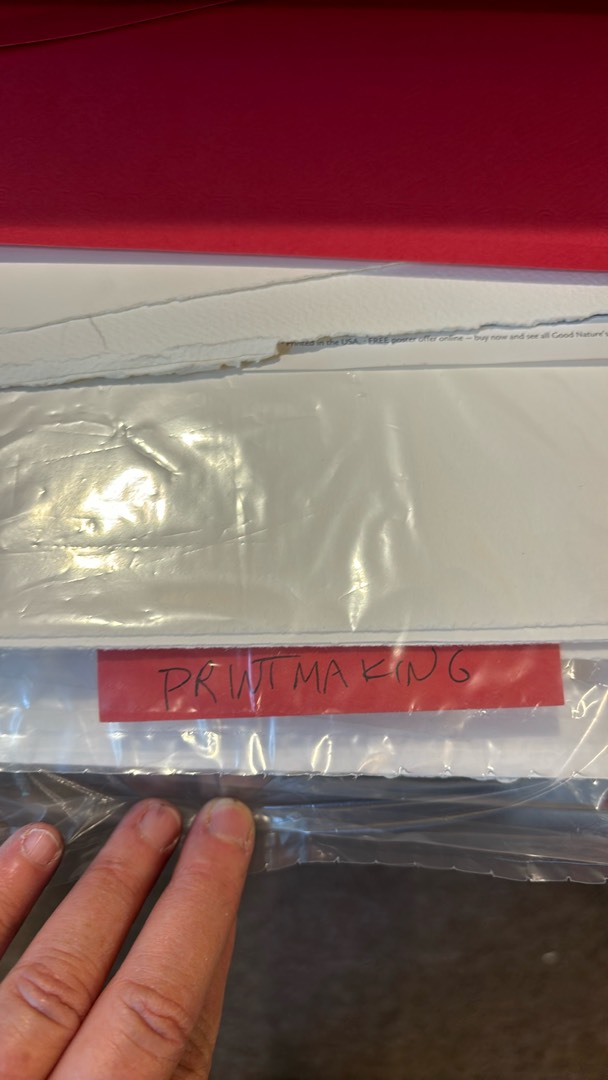 Printed in the USA. · FREE poster offer online — buy now and see all Good Nature's
PRINTMAKING